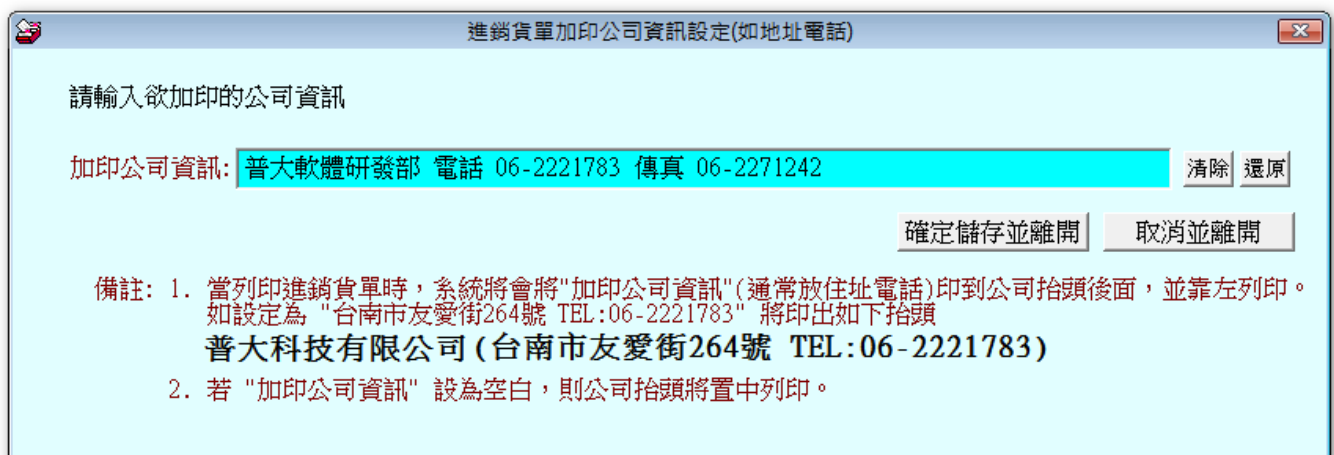 進銷貨單加印公司資訊設定(如地址電話)
請輸入欲加印的公司資訊
加印公司資訊: 普大軟體研發部 電話 06-2221783 傳真 06-2271242 清除 還原
確定儲存並離開 取消並離開
備註: 1. 當列印進銷貨單時，系統將會將"加印公司資訊"(通常放住址電話)印到公司抬頭後面，並靠左列印。
如設定為 "台南市友愛街264號 TEL:06-2221783" 將印出如下抬頭
普大科技有限公司(台南市友愛街264號 TEL:06-2221783)
2. 若 "加印公司資訊" 設為空白，則公司抬頭將置中列印。